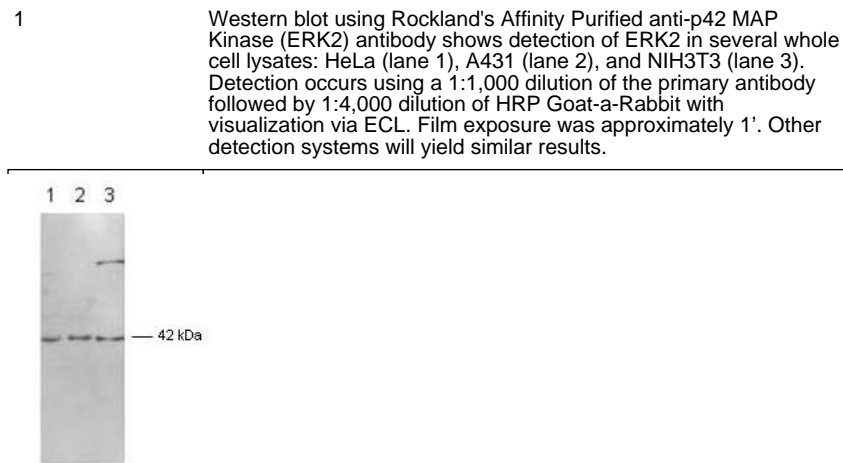 1
Western blot using Rockland's Affinity Purified anti-p42 MAP
Kinase (ERK2) antibody shows detection of ERK2 in several whole
cell lysates: HeLa (lane 1), A431 (lane 2), and NIH3T3 (lane 3).
Detection occurs using a 1:1,000 dilution of the primary antibody
followed by 1:4,000 dilution of HRP Goat-a-Rabbit with
visualization via ECL. Film exposure was approximately 1’. Other
detection systems will yield similar results.
1 2 3
42 kDa